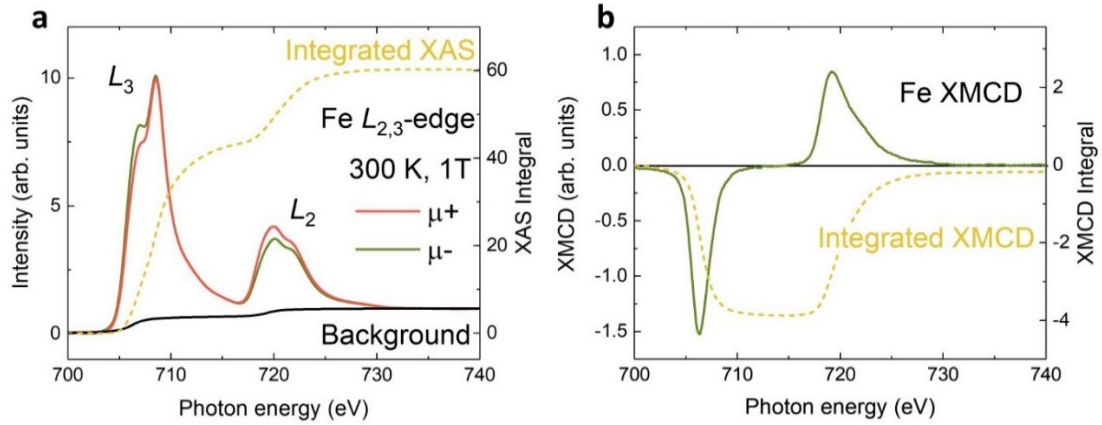 a
Integrated XAS
L3
Fe L2,3-edge
300 K, 1T
L2
μ+
μ-
Background
Intensity (arb. units)
10
5
0
XAS Integral
60
40
20
0
700
710
720
730
740
Photon energy (eV)
b
Fe XMCD
Integrated XMCD
XMCD (arb. units)
1.0
0.5
0.0
-0.5
-1.0
-1.5
XMCD Integral
2
0
-2
-4
700
710
720
730
740
Photon energy (eV)